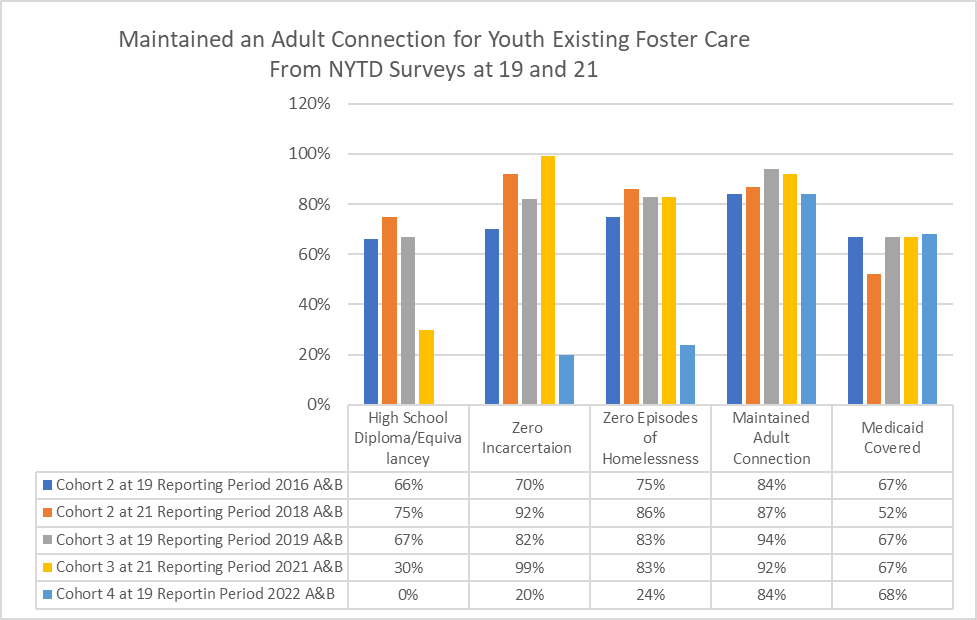 Maintained an Adult Connection for Youth Existing Foster Care
From NYTD Surveys at 19 and 21
120%
100%
80%
60%
40%
20%
0%
High School
Diploma/Equiva
lancey
Zero
Incarcertaion
Zero Episodes
of
Homelessness
Maintained
Adult
Connection
Medicaid
Covered
Cohort 2 at 19 Reporting Period 2016 A&B 66% 70% 75% 84% 67%
Cohort 2 at 21 Reporting Period 2018 A&B 75% 92% 86% 87% 52%
Cohort 3 at 19 Reporting Period 2019 A&B 67% 82% 83% 94% 67%
Cohort 3 at 21 Reporting Period 2021 A&B 30% 99% 83% 92% 67%
Cohort 4 at 19 Reportin Period 2022 A&B 0% 20% 24% 84% 68%